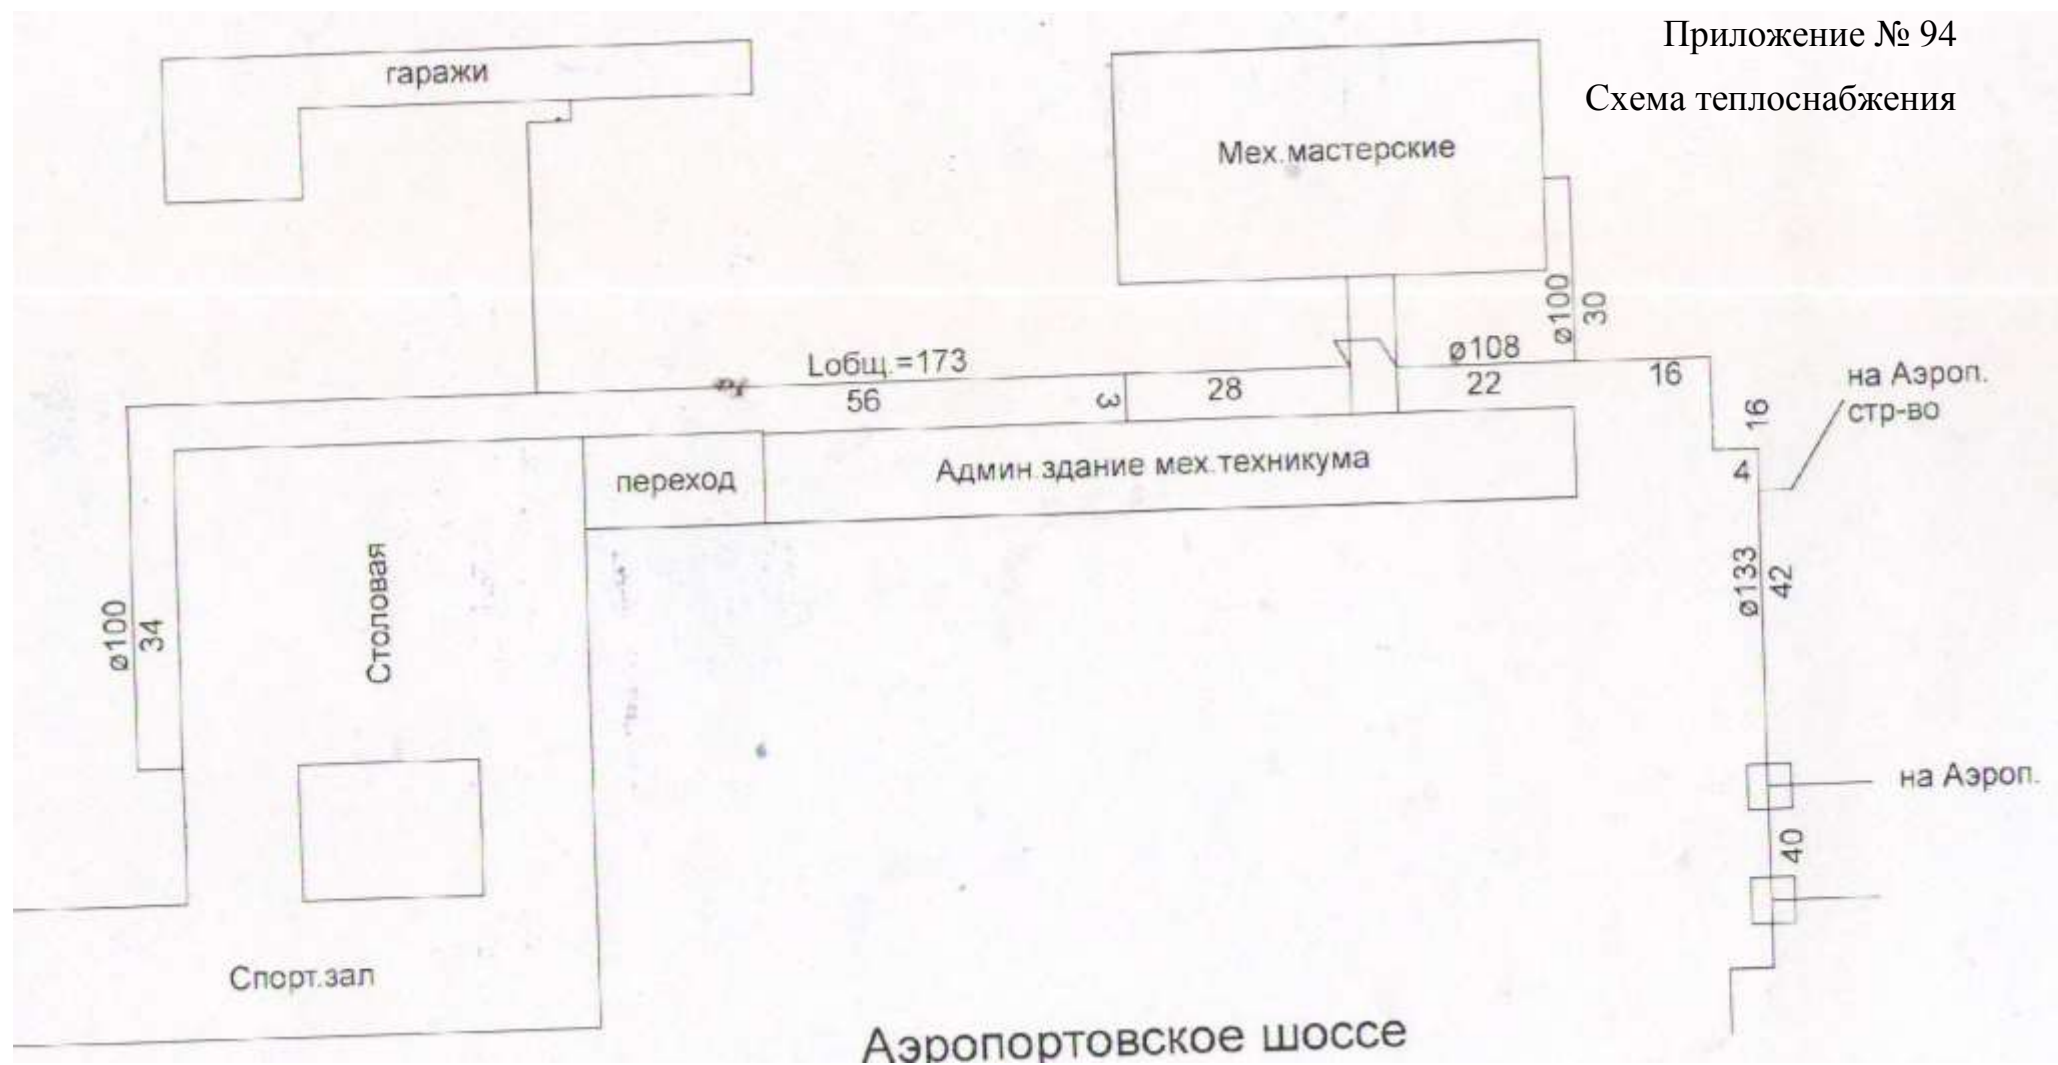 Приложение № 94
Схема теплоснабжения
гаражи
Мех.мастерские
ø100
30
Lобщ.=173
56
3
28
ø108
22
16
16
4
на Аэроп.
стр-во
переход
Админ здание мех.техникума
Столовая
ø100
34
ø133
42
на Аэроп.
40
Спорт.зал
Аэропортовское шоссе